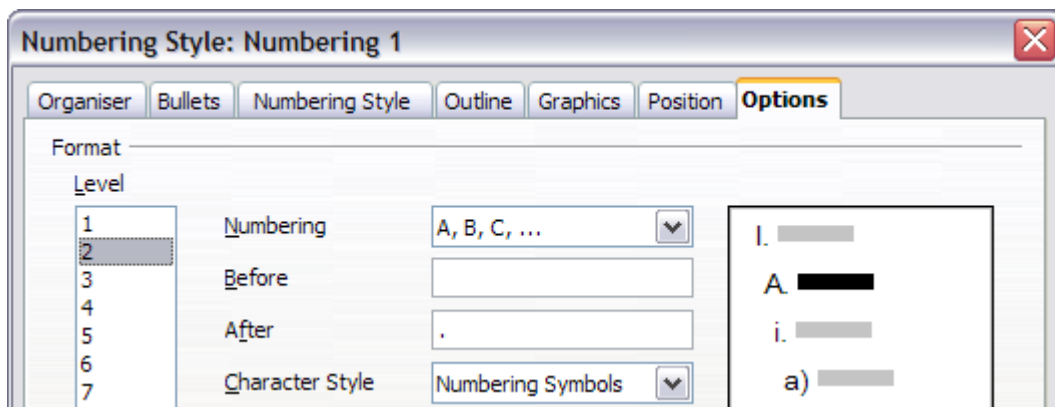 Numbering Style: Numbering 1
Organiser Bullets Numbering Style Outline Graphics Position Options
Format
Level
1
2
3
4
5
6
7
Numbering A, B, C, ...
Before
After .
Character Style Numbering Symbols
I.
A.
i.
a)